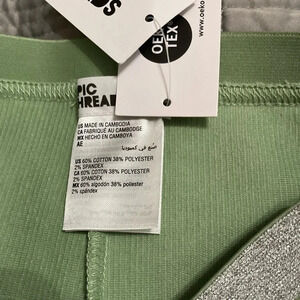 OEKO
TEX
www.oeko
PIC
THREAD
US MADE IN CAMBODIA
CA FABRIQUÉ AU CAMBODGE
MX HECHO EN CAMBOYA
AE
صنع في كمبوديا
US 60% COTTON 38% POLYESTER
2% SPANDEX
CA 60% COTTON 38% POLYESTER
2% SPANDEX
MX 60% algodón 38% poliéster
2% spándex